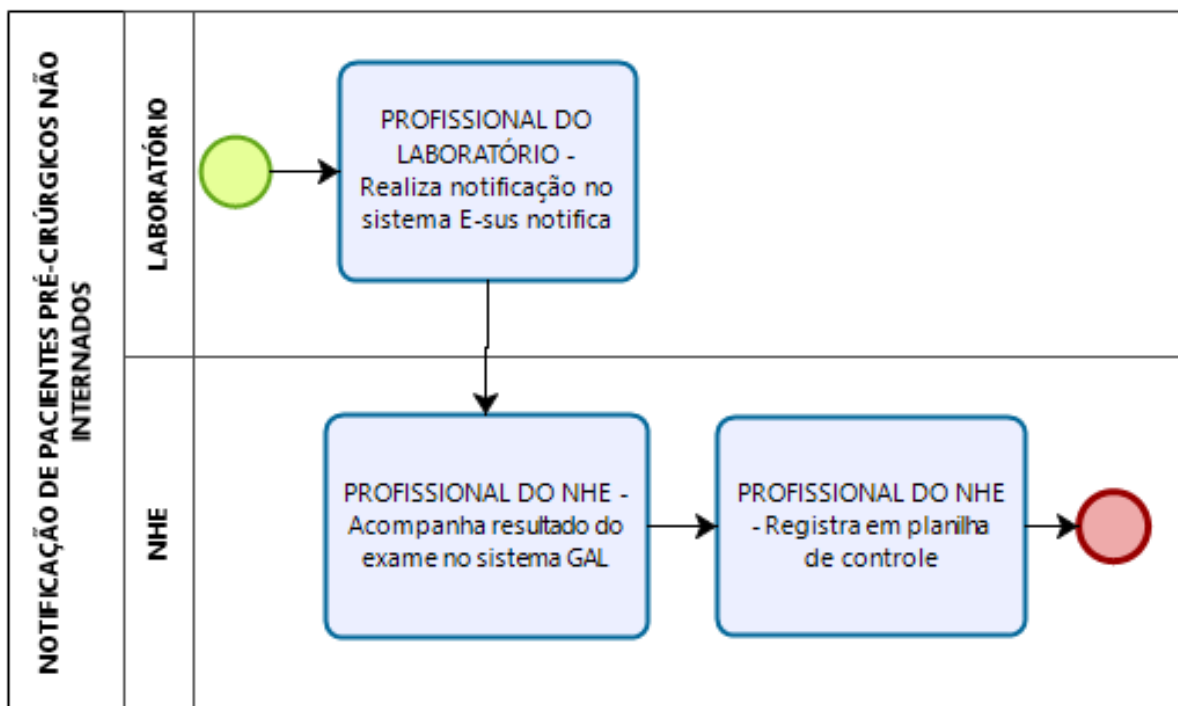 NOTIFICAÇÃO DE PACIENTES PRÉ-CIRÚRGICOS NÃO
INTERNADOS
LABORATÓRIO
PROFISSIONAL DO
LABORATÓRIO -
Realiza notificação no
sistema E-sus notifica
NHE
PROFISSIONAL DO NHE -
Acompanha resultado do
exame no sistema GAL
PROFISSIONAL DO NHE
- Registra em planilha
de controle